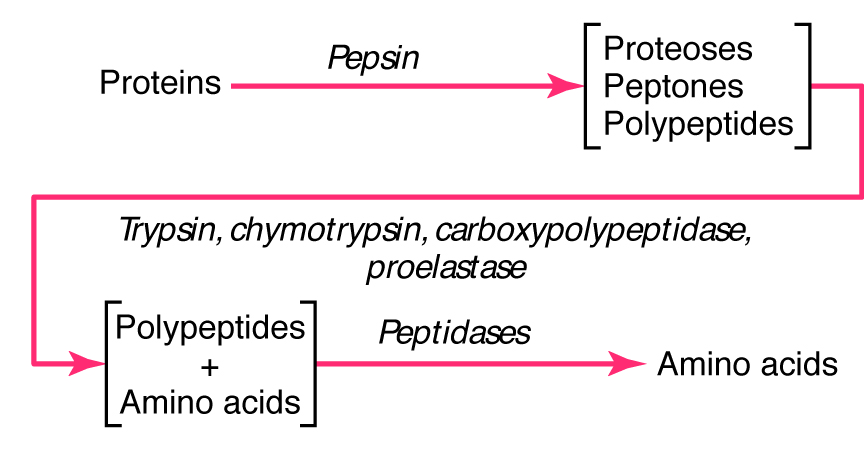 Pepsin
Proteins
Proteoses
Peptones
Polypeptides
Trypsin, chymotrypsin, carboxypolypeptidase,
proelastase
Polypeptides
+
Amino acids
Peptidases
Amino acids